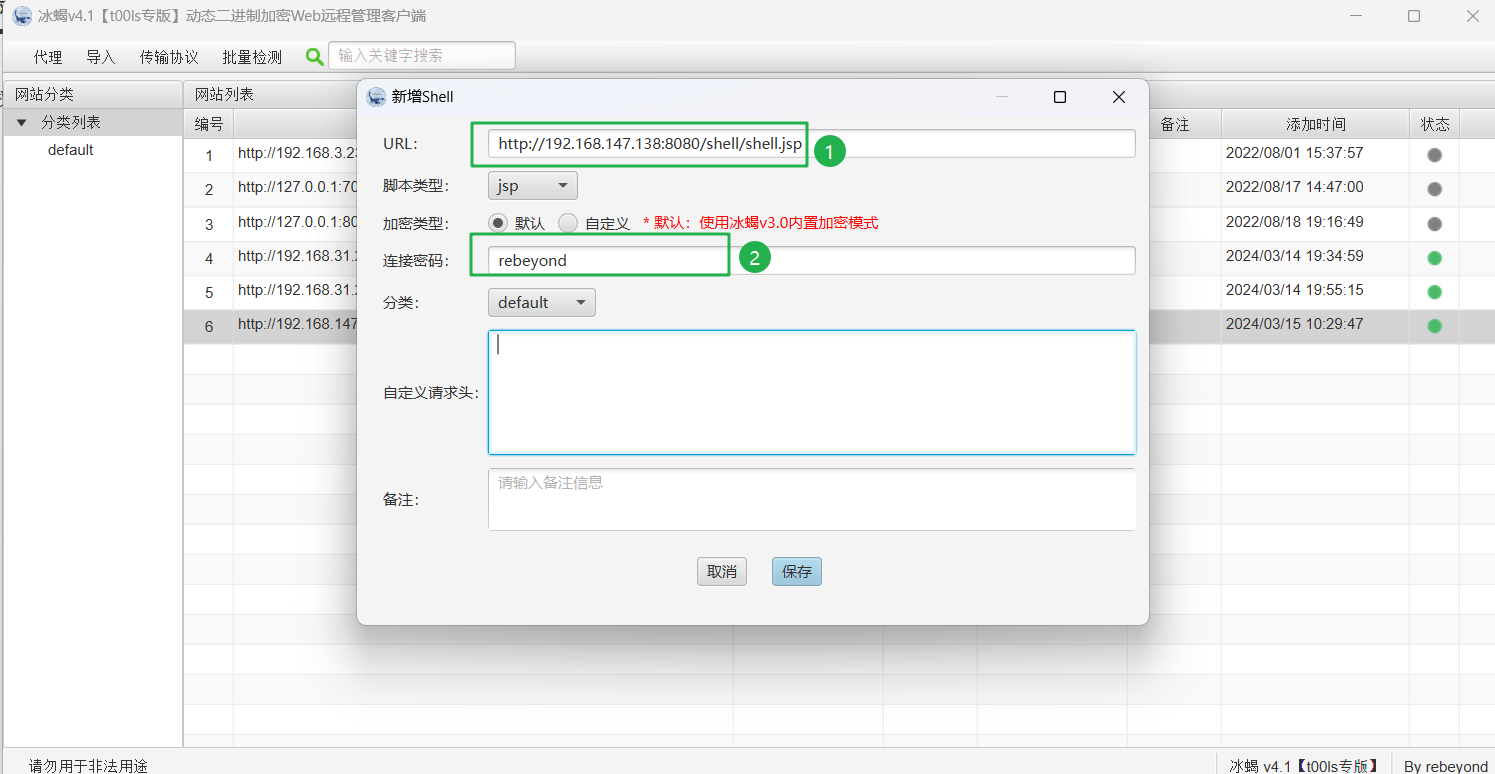 冰蝎v4.1【t00ls专版】动态二进制加密Web远程管理客户端
代理 导入 传输协议 批量检测 输入关键字搜索
网站分类 网站列表
新增Shell
分类列表
default
编号 备注 添加时间 状态
1 http://192.168.3.23 2022/08/01 15:37:57
2 http://127.0.0.1:70 2022/08/17 14:47:00
3 http://127.0.0.1:80 2022/08/18 19:16:49
4 http://192.168.31.2 2024/03/14 19:34:59
5 http://192.168.31.2 2024/03/14 19:55:15
6 http://192.168.147 2024/03/15 10:29:47
URL: http://192.168.147.138:8080/shell/shell.jsp 1
脚本类型: jsp
加密类型: 默认 自定义 * 默认：使用冰蝎v3.0内置加密模式
连接密码: rebeyond 2
分类: default
自定义请求头:
备注: 请输入备注信息
取消 保存
请勿用于非法用途 冰蝎 v4.1【t00ls专版】 By rebeyond